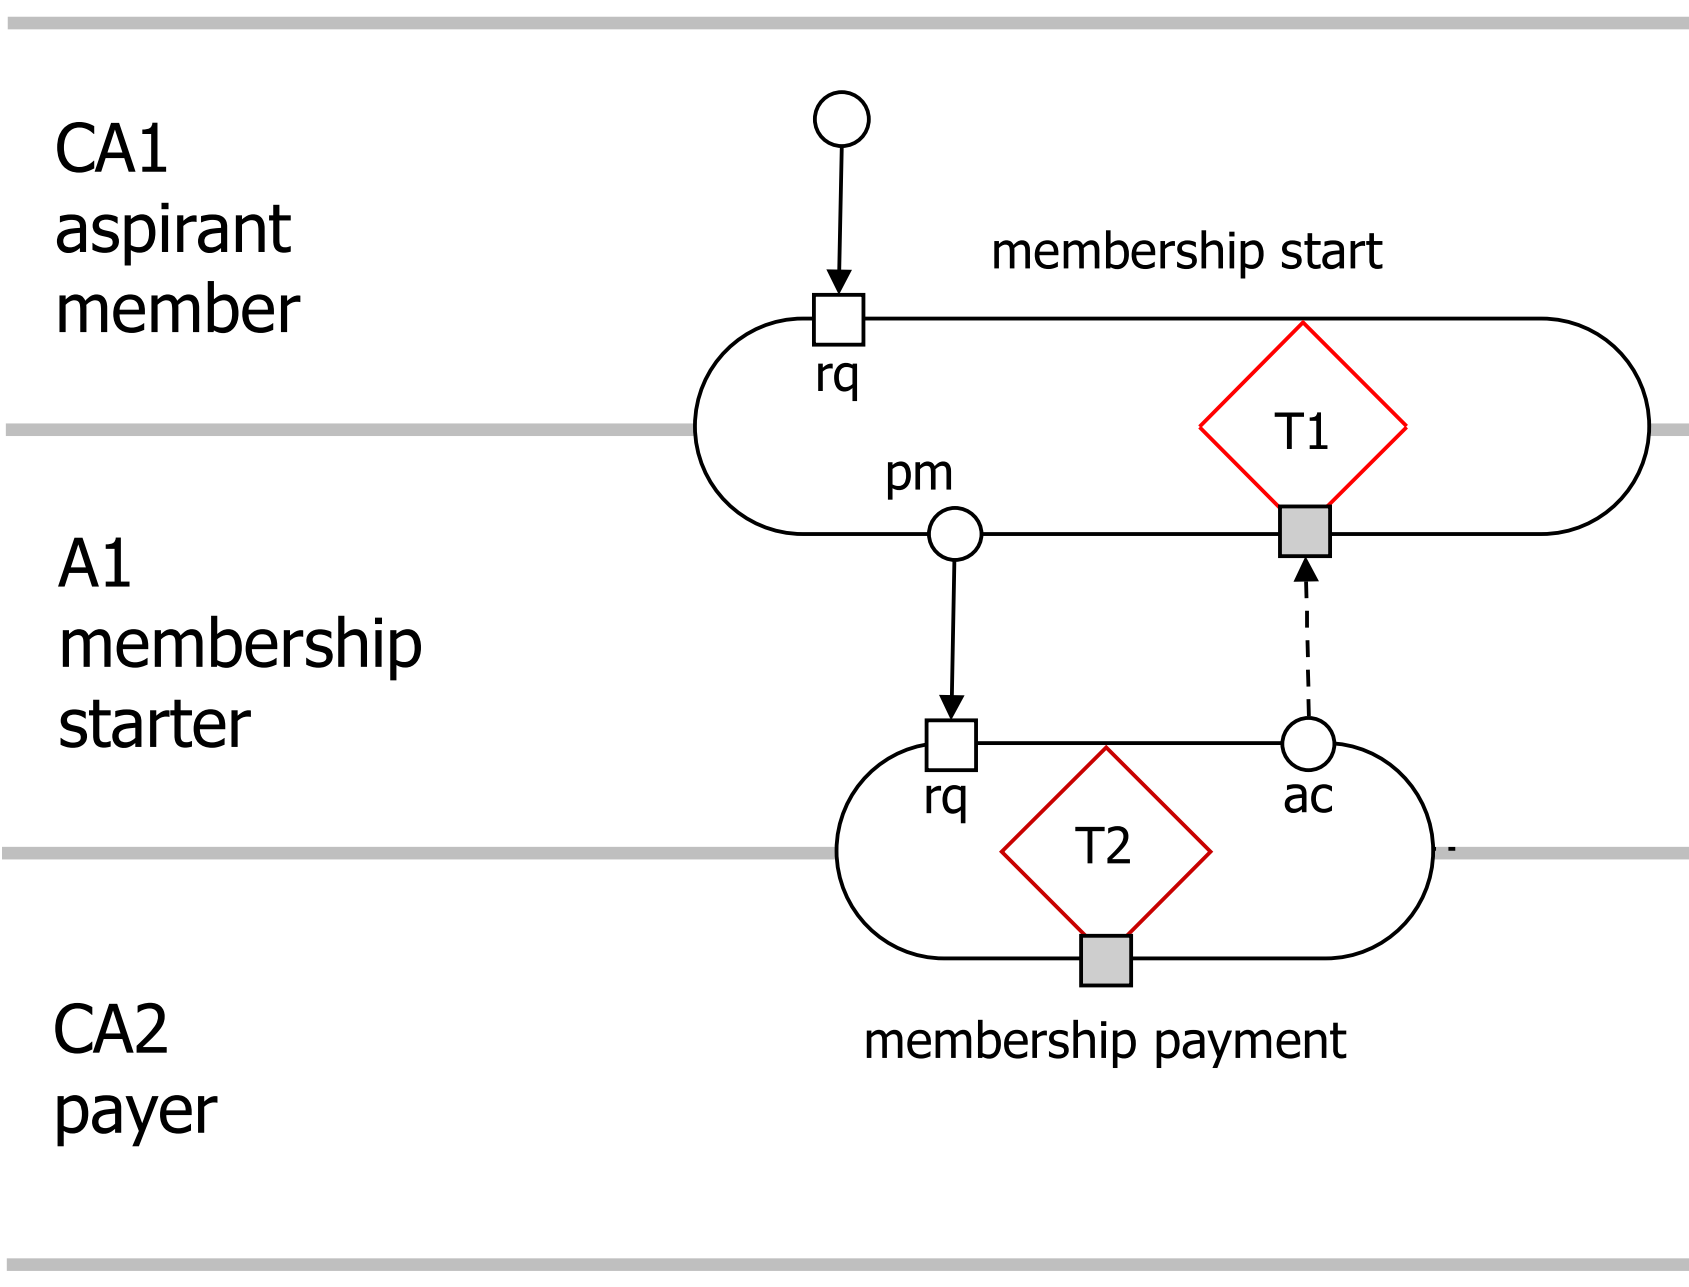 CA1
aspirant
member
membership start
rq
T1
pm
A1
membership
starter
rq
T2
ac
CA2
payer
membership payment